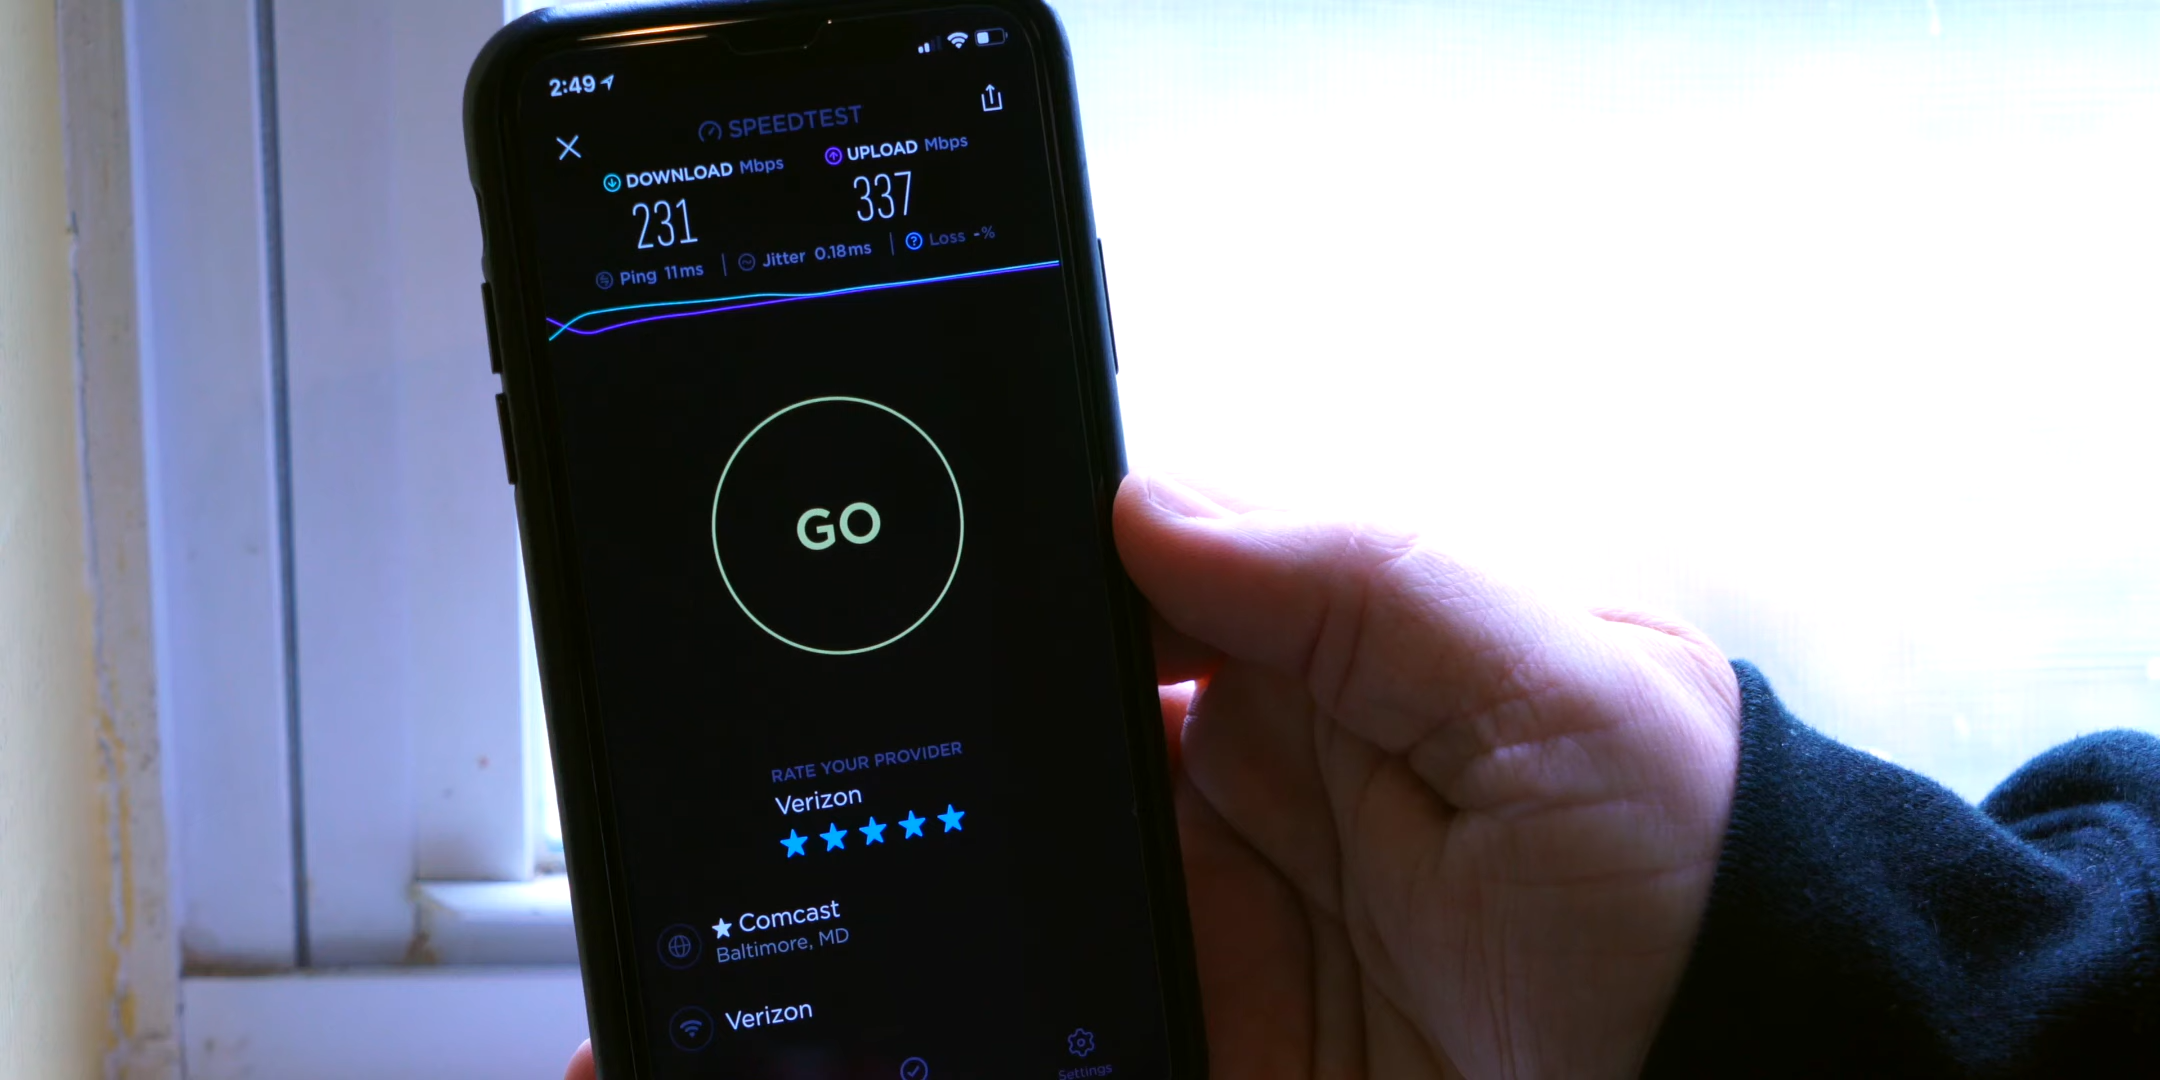 2:49
SPEEDTEST
DOWNLOAD Mbps
UPLOAD Mbps
231
337
Ping 11ms
Jitter 0.18ms
Loss -%
GO
RATE YOUR PROVIDER
Verizon
Comcast
Baltimore, MD
Verizon
Settings